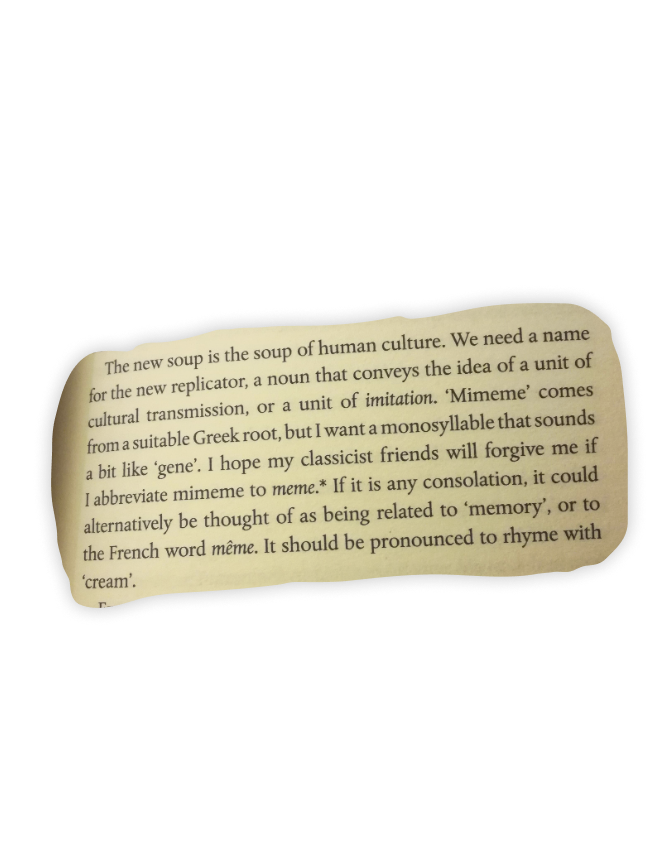 The new soup is the soup of human culture. We need a name
for the new replicator, a noun that conveys the idea of a unit of
cultural transmission, or a unit of imitation. ‘Mimeme’ comes
from a suitable Greek root, but I want a monosyllable that sounds
a bit like ‘gene’. I hope my classicist friends will forgive me if
I abbreviate mimeme to meme.* If it is any consolation, it could
alternatively be thought of as being related to ‘memory’, or to
the French word même. It should be pronounced to rhyme with
‘cream’.